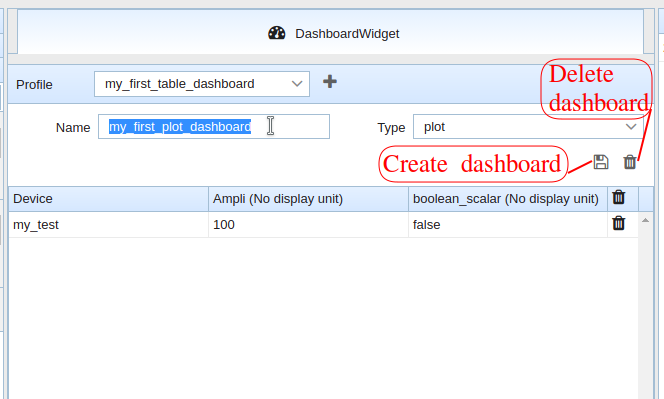 DashboardWidget
Profile my_first_table_dashboard
Delete
dashboard
Name my_first_plot_dashboard Type plot
Create dashboard
Device Ampli (No display unit) boolean_scalar (No display unit)
my_test 100 false